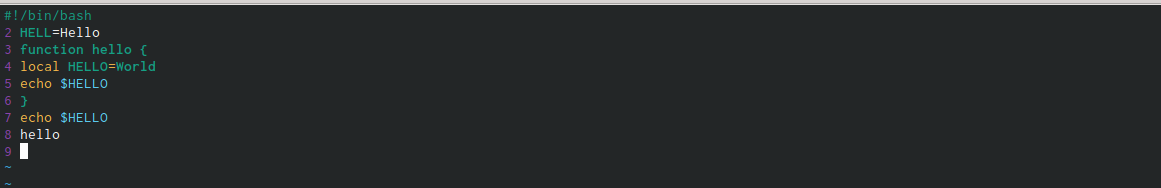 #!/bin/bash
2 HELL=Hello
3 function hello {
4 local HELLO=World
5 echo $HELLO
6 }
7 echo $HELLO
8 hello
9
~
~